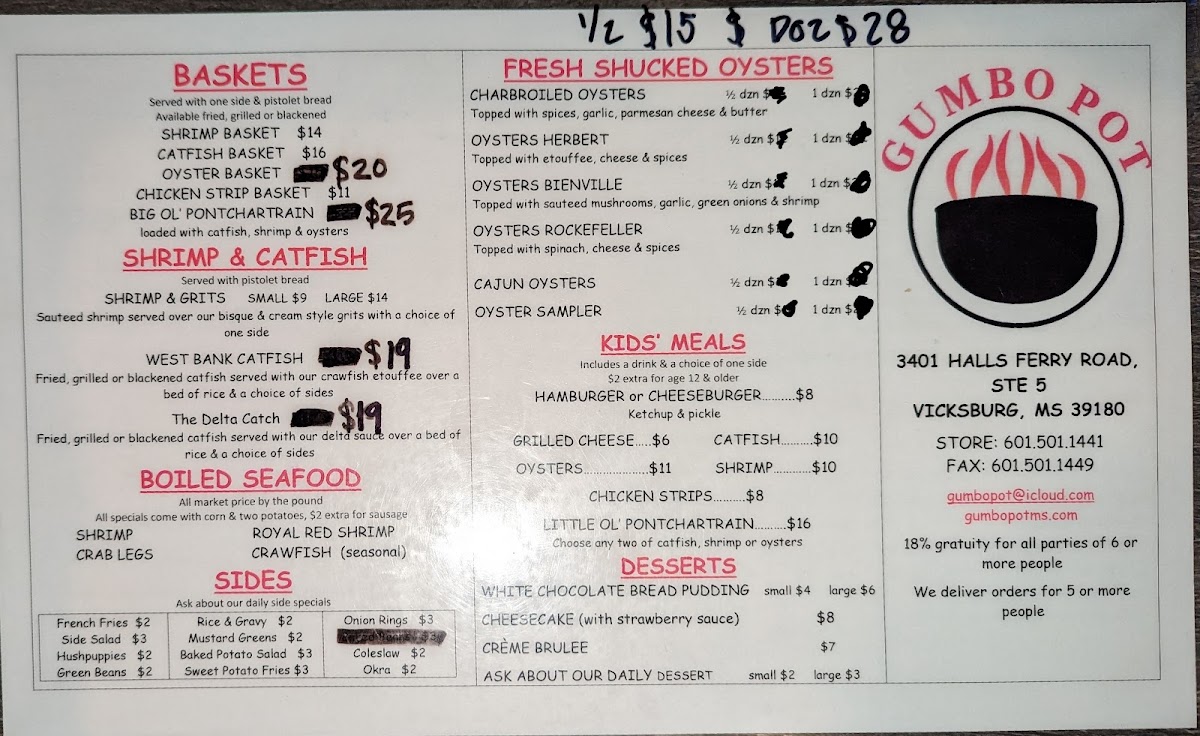 1/2 $15 $ DOZ $28
BASKETS
Served with one side & pistolet bread
Available fried, grilled or blackened
SHRIMP BASKET $14
CATFISH BASKET $16
OYSTER BASKET $20
CHICKEN STRIP BASKET $11
BIG OL' PONTCHARTRAIN $25
loaded with catfish, shrimp & oysters
SHRIMP & CATFISH
Served with pistolet bread
SHRIMP & GRITS SMALL $9 LARGE $14
Sauteed shrimp served over our bisque & cream style grits with a choice of
one side
WEST BANK CATFISH $19
Fried, grilled or blackened catfish served with our crawfish etouffee over a
bed of rice & a choice of sides
The Delta Catch $19
Fried, grilled or blackened catfish served with our delta sauce over a bed of
rice & a choice of sides
BOILED SEAFOOD
All market price by the pound
All specials come with corn & two potatoes, $2 extra for sausage
SHRIMP ROYAL RED SHRIMP
CRAB LEGS CRAWFISH (seasonal)
SIDES
Ask about our daily side specials
French Fries $2 Rice & Gravy $2 Onion Rings $3
Side Salad $3 Mustard Greens $2
Hushpuppies $2 Baked Potato Salad $3 Coleslaw $2
Green Beans $2 Sweet Potato Fries $3 Okra $2
FRESH SHUCKED OYSTERS
CHARBROILED OYSTERS ½ dzn $ 1 dzn $
Topped with spices, garlic, parmesan cheese & butter
OYSTERS HERBERT ½ dzn $ 1 dzn $
Topped with etouffee, cheese & spices
OYSTERS BIENVILLE ½ dzn $ 1 dzn $
Topped with sauteed mushrooms, garlic, green onions & shrimp
OYSTERS ROCKEFELLER ½ dzn $ 1 dzn $
Topped with spinach, cheese & spices
CAJUN OYSTERS ½ dzn $ 1 dzn $
OYSTER SAMPLER ½ dzn $ 1 dzn $
KIDS' MEALS
Includes a drink & a choice of one side
$2 extra for age 12 & older
HAMBURGER or CHEESEBURGER..........$8
Ketchup & pickle
GRILLED CHEESE.....$6 CATFISH.........$10
OYSTERS......................$11 SHRIMP...........$10
CHICKEN STRIPS.........$8
LITTLE OL' PONTCHARTRAIN..........$16
Choose any two of catfish, shrimp or oysters
DESSERTS
WHITE CHOCOLATE BREAD PUDDING small $4 large $6
CHEESECAKE (with strawberry sauce) $8
CRÈME BRULEE $7
ASK ABOUT OUR DAILY DESSERT small $2 large $3
GUMBO POT
3401 HALLS FERRY ROAD,
STE 5
VICKSBURG, MS 39180
STORE: 601.501.1441
FAX: 601.501.1449
gumbopot@icloud.com
gumbopotms.com
18% gratuity for all parties of 6 or
more people
We deliver orders for 5 or more
people